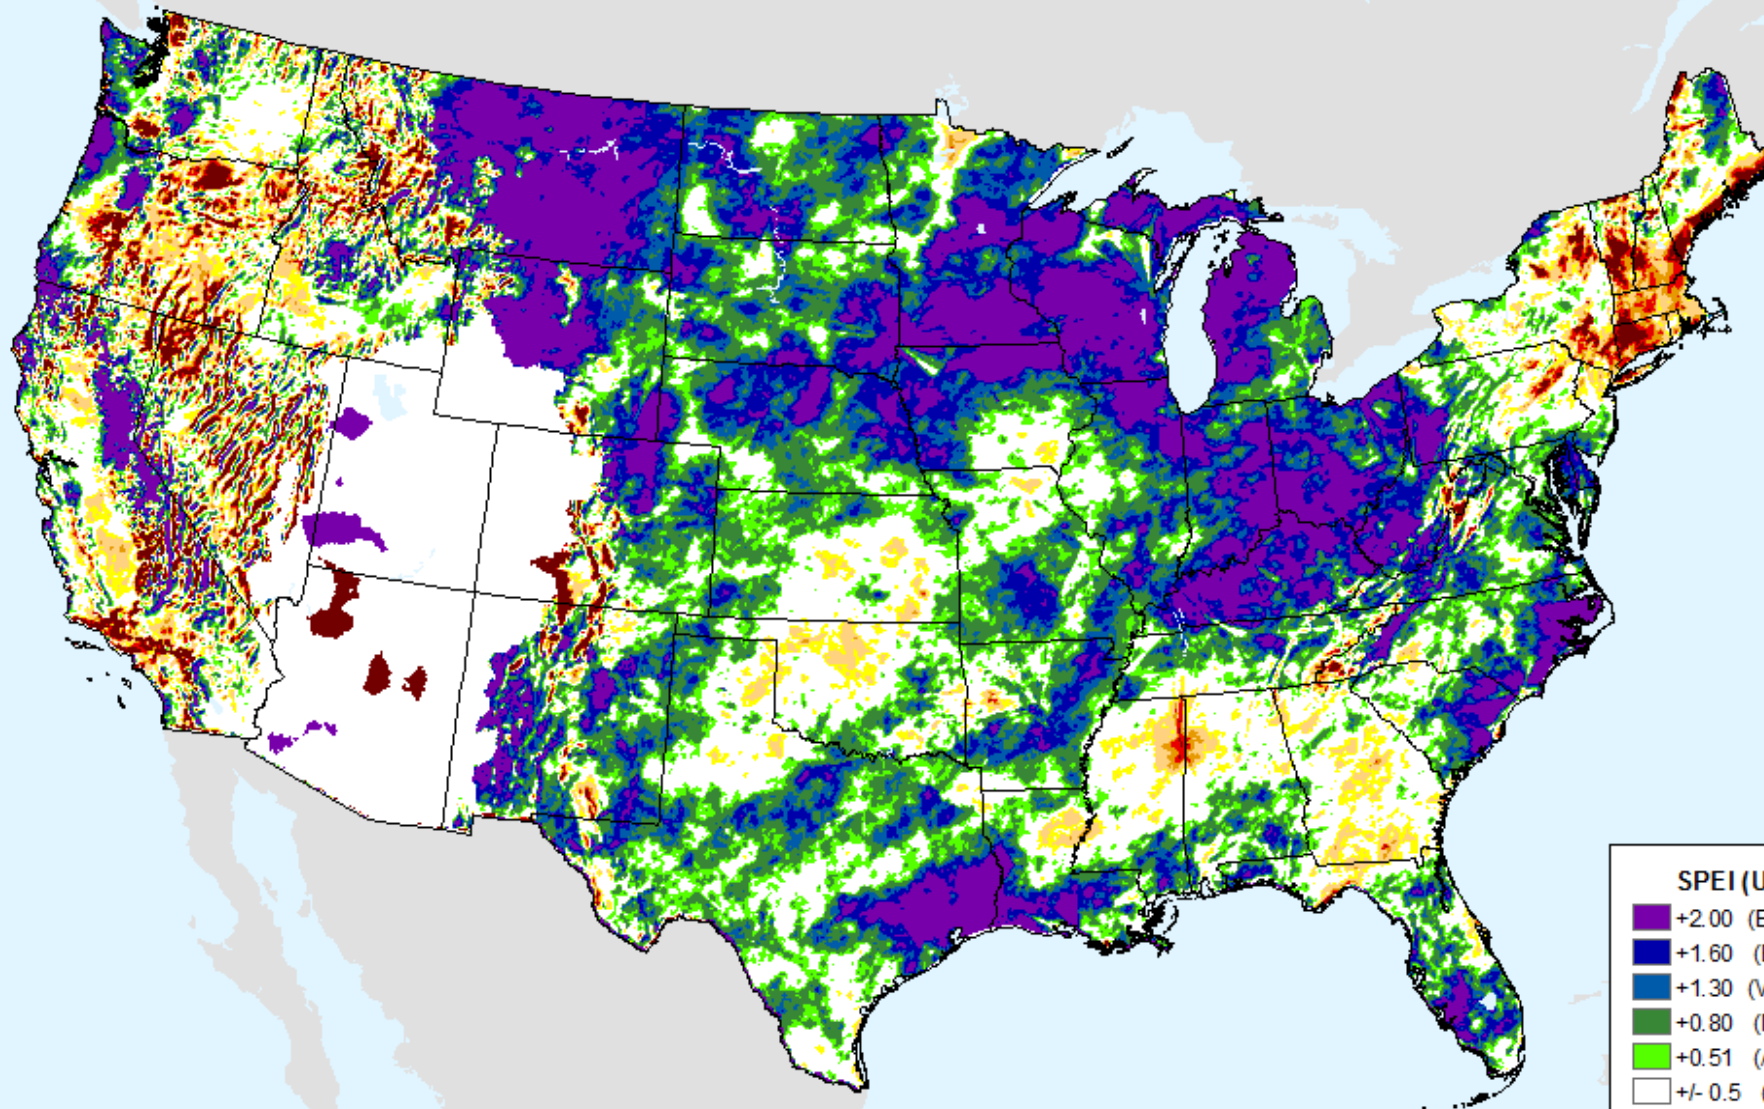 SPEI (U
+2.00 (E
+1.60 (
+1.30 (V
+0.80 (
+0.51 (
+/- 0.5 (